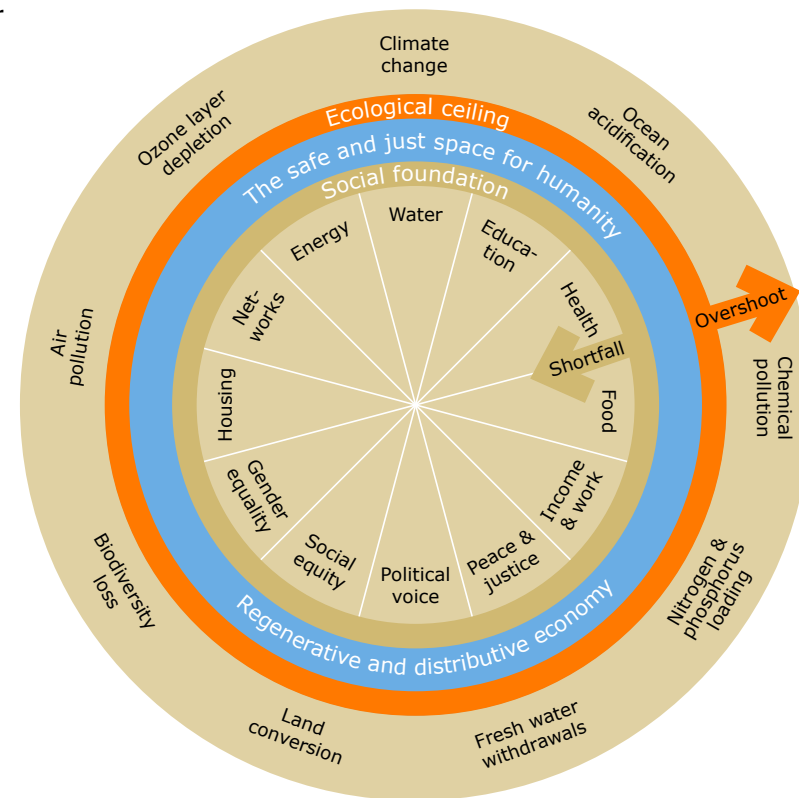 Climate
change
Ocean
acidification
Chemical
pollution
Nitrogen &
phosphorus
loading
Fresh water
withdrawals
Land
conversion
Biodiversity
loss
Air
pollution
Ozone layer
depletion
Ecological ceiling
The safe and just space for humanity
Social foundation
Water
Educa-
tion
Health
Food
Income
& work
Peace &
justice
Political
voice
Social
equity
Gender
equality
Housing
Net-
works
Energy
Overshoot
Shortfall
Regenerative and distributive economy